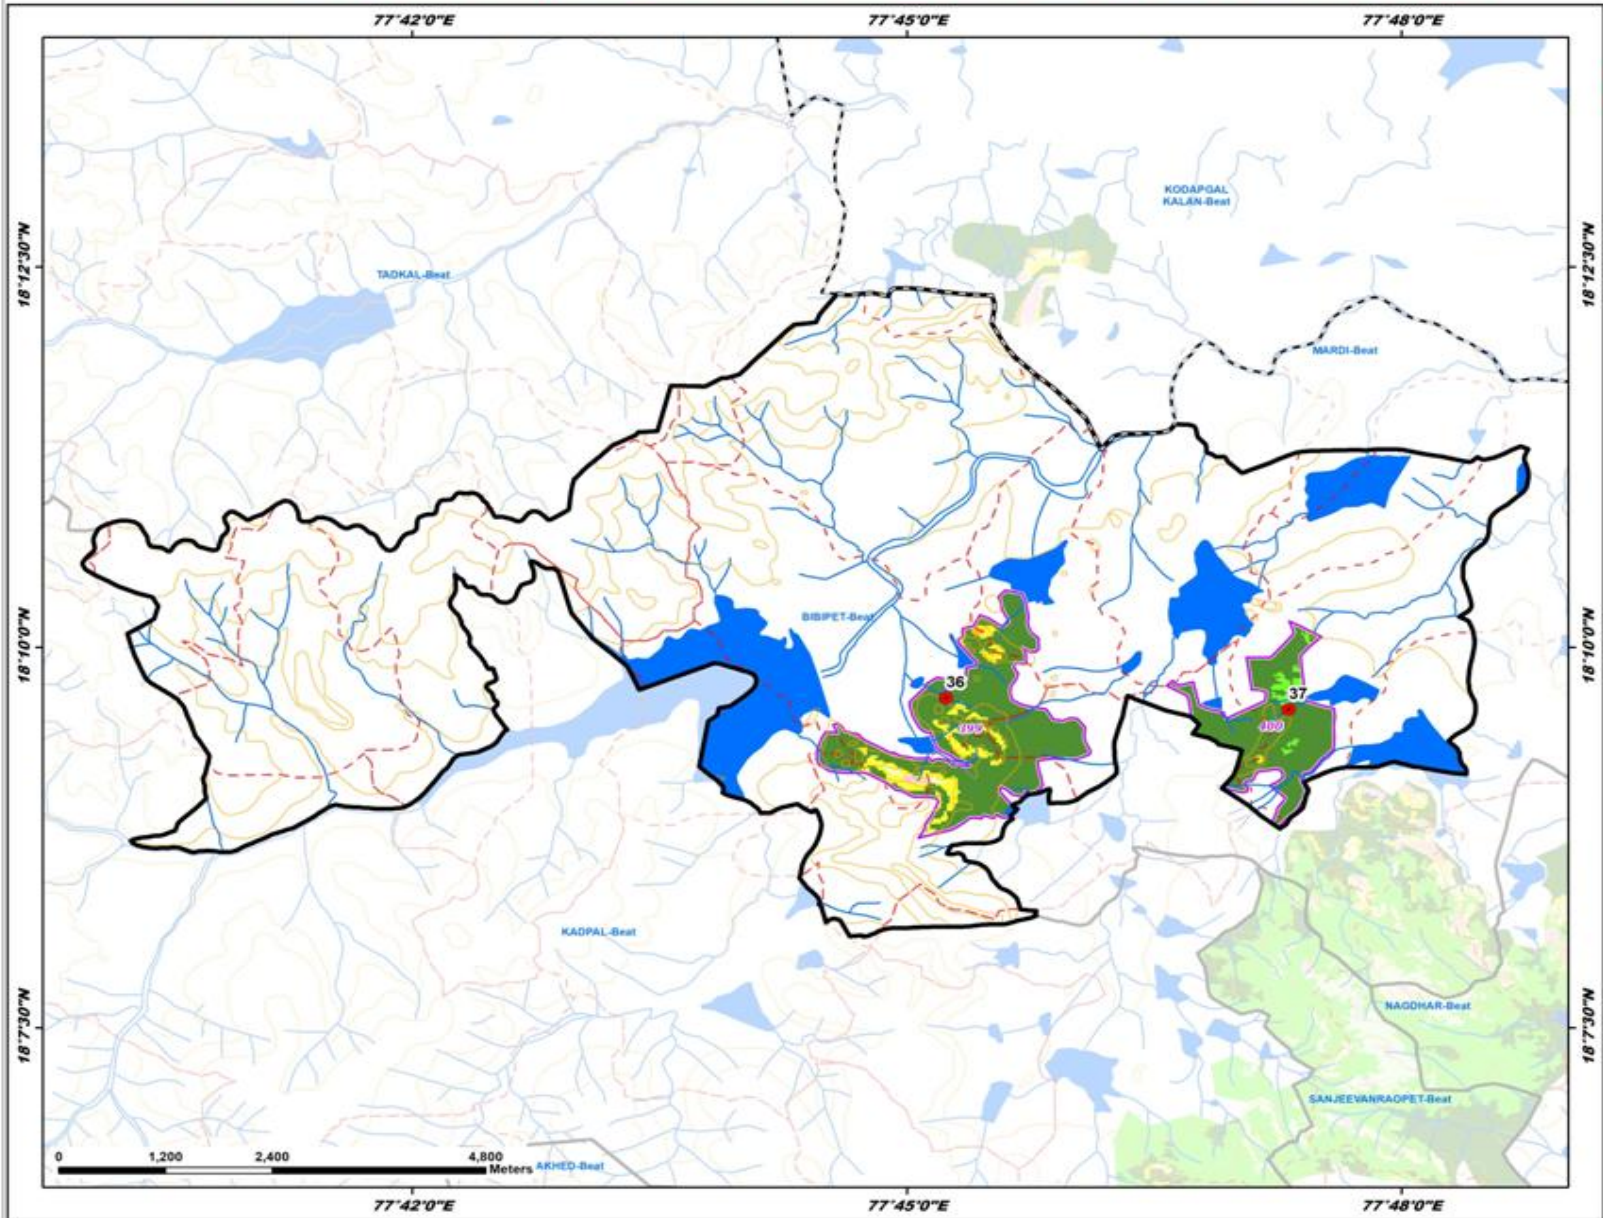 77°42'0"E 77°45'0"E 77°48'0"E
KODAPGAL
KALAN-Beat
18°12'30"N
18°12'30"N
TADKAL-Beat
MARDI-Beat
BIBIPET-Beat
18°10'0"N
18°10'0"N
36
37
399
400
KADPAL-Beat
NAGDHAR-Beat
18°7'30"N
18°7'30"N
SANJEEVANRAOPET-Beat
0 1,200 2,400 4,800
Meters
AKHED-Beat
77°42'0"E 77°45'0"E 77°48'0"E